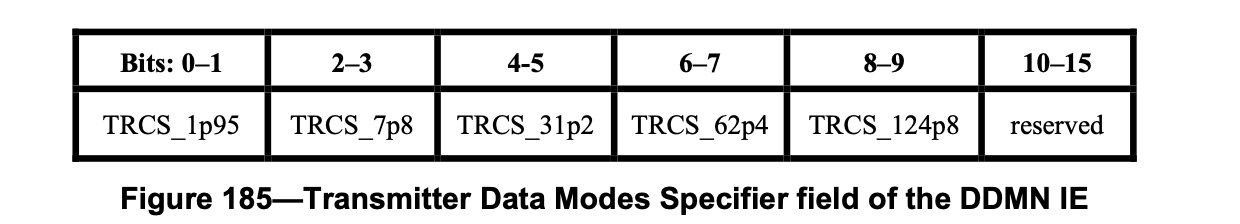 Bits: 0–1 2–3 4-5 6–7 8–9 10–15
TRCS_1p95 TRCS_7p8 TRCS_31p2 TRCS_62p4 TRCS_124p8 reserved
Figure 185—Transmitter Data Modes Specifier field of the DDMN IE